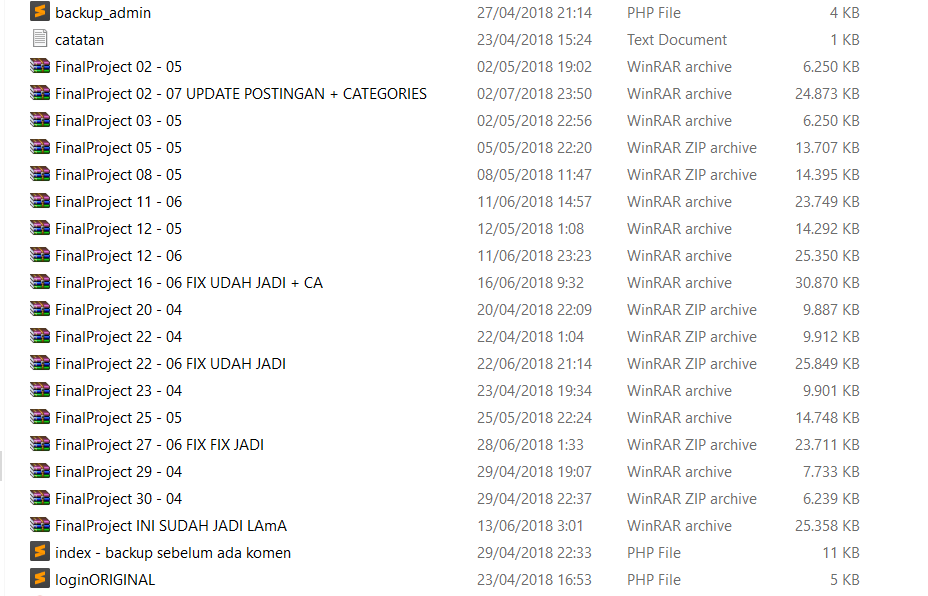 backup_admin 27/04/2018 21:14 PHP File 4 KB
catatan 23/04/2018 15:24 Text Document 1 KB
FinalProject 02 - 05 02/05/2018 19:02 WinRAR archive 6.250 KB
FinalProject 02 - 07 UPDATE POSTINGAN + CATEGORIES 02/07/2018 23:50 WinRAR archive 24.873 KB
FinalProject 03 - 05 02/05/2018 22:56 WinRAR archive 6.250 KB
FinalProject 05 - 05 05/05/2018 22:20 WinRAR ZIP archive 13.707 KB
FinalProject 08 - 05 08/05/2018 11:47 WinRAR ZIP archive 14.395 KB
FinalProject 11 - 06 11/06/2018 14:57 WinRAR archive 23.749 KB
FinalProject 12 - 05 12/05/2018 1:08 WinRAR archive 14.292 KB
FinalProject 12 - 06 11/06/2018 23:23 WinRAR archive 25.350 KB
FinalProject 16 - 06 FIX UDAH JADI + CA 16/06/2018 9:32 WinRAR archive 30.870 KB
FinalProject 20 - 04 20/04/2018 22:09 WinRAR ZIP archive 9.887 KB
FinalProject 22 - 04 22/04/2018 1:04 WinRAR ZIP archive 9.912 KB
FinalProject 22 - 06 FIX UDAH JADI 22/06/2018 21:14 WinRAR ZIP archive 25.849 KB
FinalProject 23 - 04 23/04/2018 19:34 WinRAR archive 9.901 KB
FinalProject 25 - 05 25/05/2018 22:24 WinRAR archive 14.748 KB
FinalProject 27 - 06 FIX FIX JADI 28/06/2018 1:33 WinRAR ZIP archive 23.711 KB
FinalProject 29 - 04 29/04/2018 19:07 WinRAR archive 7.733 KB
FinalProject 30 - 04 29/04/2018 22:37 WinRAR ZIP archive 6.239 KB
FinalProject INI SUDAH JADI LAmA 13/06/2018 3:01 WinRAR archive 25.358 KB
index - backup sebelum ada komen 29/04/2018 22:33 PHP File 11 KB
loginORIGINAL 23/04/2018 16:53 PHP File 5 KB